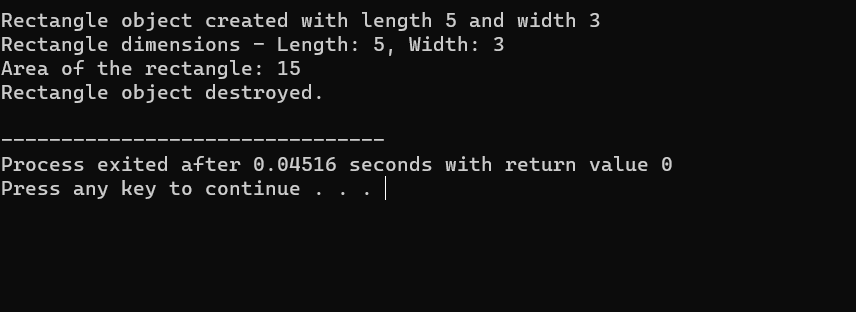 Rectangle object created with length 5 and width 3
Rectangle dimensions - Length: 5, Width: 3
Area of the rectangle: 15
Rectangle object destroyed.
--------------------------------
Process exited after 0.04516 seconds with return value 0
Press any key to continue . . .